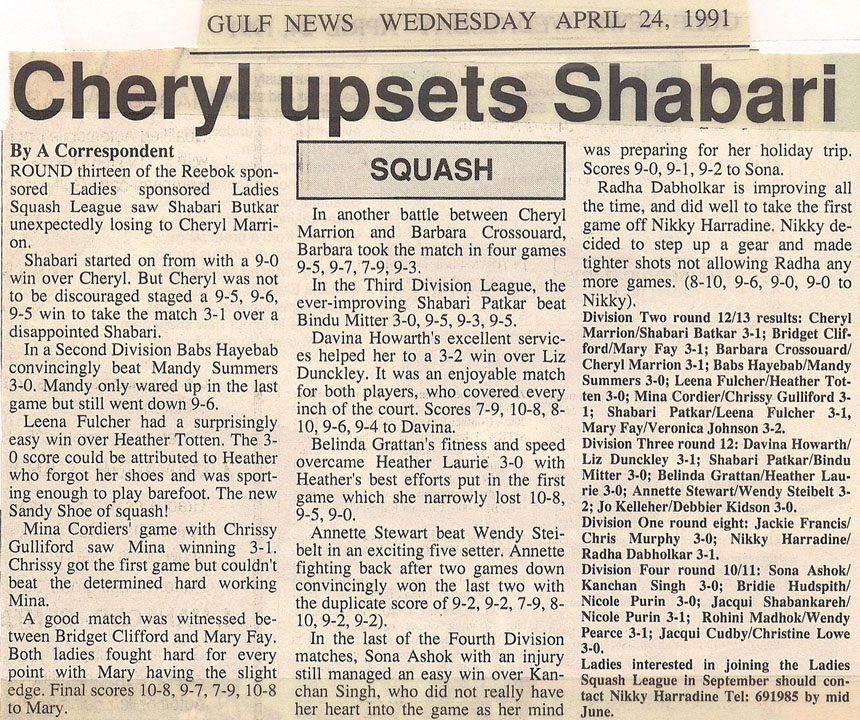 GULF NEWS WEDNESDAY APRIL 24, 1991
Cheryl upsets Shabari
By A Correspondent
ROUND thirteen of the Reebok spon-
sored Ladies sponsored Ladies
Squash League saw Shabari Butkar
unexpectedly losing to Cheryl Marri-
on.
Shabari started on from with a 9-0
win over Cheryl. But Cheryl was not
to be discouraged staged a 9-5, 9-6,
9-5 win to take the match 3-1 over a
disappointed Shabari.
In a Second Division Babs Hayebab
convincingly beat Mandy Summers
3-0. Mandy only wared up in the last
game but still went down 9-6.
Leena Fulcher had a surprisingly
easy win over Heather Totten. The 3-
0 score could be attributed to Heather
who forgot her shoes and was sport-
ing enough to play barefoot. The new
Sandy Shoe of squash!
Mina Cordiers' game with Chrissy
Gulliford saw Mina winning 3-1.
Chrissy got the first game but couldn't
beat the determined hard working
Mina.
A good match was witnessed be-
tween Bridget Clifford and Mary Fay.
Both ladies fought hard for every
point with Mary having the slight
edge. Final scores 10-8, 9-7, 7-9, 10-8
to Mary.
SQUASH
In another battle between Cheryl
Marrion and Barbara Crossouard,
Barbara took the match in four games
9-5, 9-7, 7-9, 9-3.
In the Third Division League, the
ever-improving Shabari Patkar beat
Bindu Mitter 3-0, 9-5, 9-3, 9-5.
Davina Howarth's excellent servic-
es helped her to a 3-2 win over Liz
Dunckley. It was an enjoyable match
for both players, who covered every
inch of the court. Scores 7-9, 10-8, 8-
10, 9-6, 9-4 to Davina.
Belinda Grattan's fitness and speed
overcame Heather Laurie 3-0 with
Heather's best efforts put in the first
game which she narrowly lost 10-8,
9-5, 9-0.
Annette Stewart beat Wendy Stei-
belt in an exciting five setter. Annette
fighting back after two games down
convincingly won the last two with
the duplicate score of 9-2, 9-2, 7-9, 8-
10, 9-2, 9-2).
In the last of the Fourth Division
matches, Sona Ashok with an injury
still managed an easy win over Kan-
chan Singh, who did not really have
her heart into the game as her mind
was preparing for her holiday trip.
Scores 9-0, 9-1, 9-2 to Sona.
Radha Dabholkar is improving all
the time, and did well to take the first
game off Nikky Harradine. Nikky de-
cided to step up a gear and made
tighter shots not allowing Radha any
more games. (8-10, 9-6, 9-0, 9-0 to
Nikky).
Division Two round 12/13 results: Cheryl
Marrion/Shabari Batkar 3-1; Bridget Clif-
ford/Mary Fay 3-1; Barbara Crossouard/
Cheryl Marrion 3-1; Babs Hayebab/Mandy
Summers 3-0; Leena Fulcher/Heather Tot-
ten 3-0; Mina Cordier/Chrissy Gulliford 3-
1; Shabari Patkar/Leena Fulcher 3-1,
Mary Fay/Veronica Johnson 3-2.
Division Three round 12: Davina Howarth/
Liz Dunckley 3-1; Shabari Patkar/Bindu
Mitter 3-0; Belinda Grattan/Heather Lau-
rie 3-0; Annette Stewart/Wendy Steibelt 3-
2; Jo Kelleher/Debbier Kidson 3-0.
Division One round eight: Jackie Francis/
Chris Murphy 3-0; Nikky Harradine/
Radha Dabholkar 3-1.
Division Four round 10/11: Sona Ashok/
Kanchan Singh 3-0; Bridie Hudspith/
Nicole Purin 3-0; Jacqui Shabankareh/
Nicole Purin 3-1; Rohini Madhok/Wendy
Pearce 3-1; Jacqui Cudby/Christine Lowe
3-0.
Ladies interested in joining the Ladies
Squash League in September should con-
tact Nikky Harradine Tel: 691985 by mid
June.